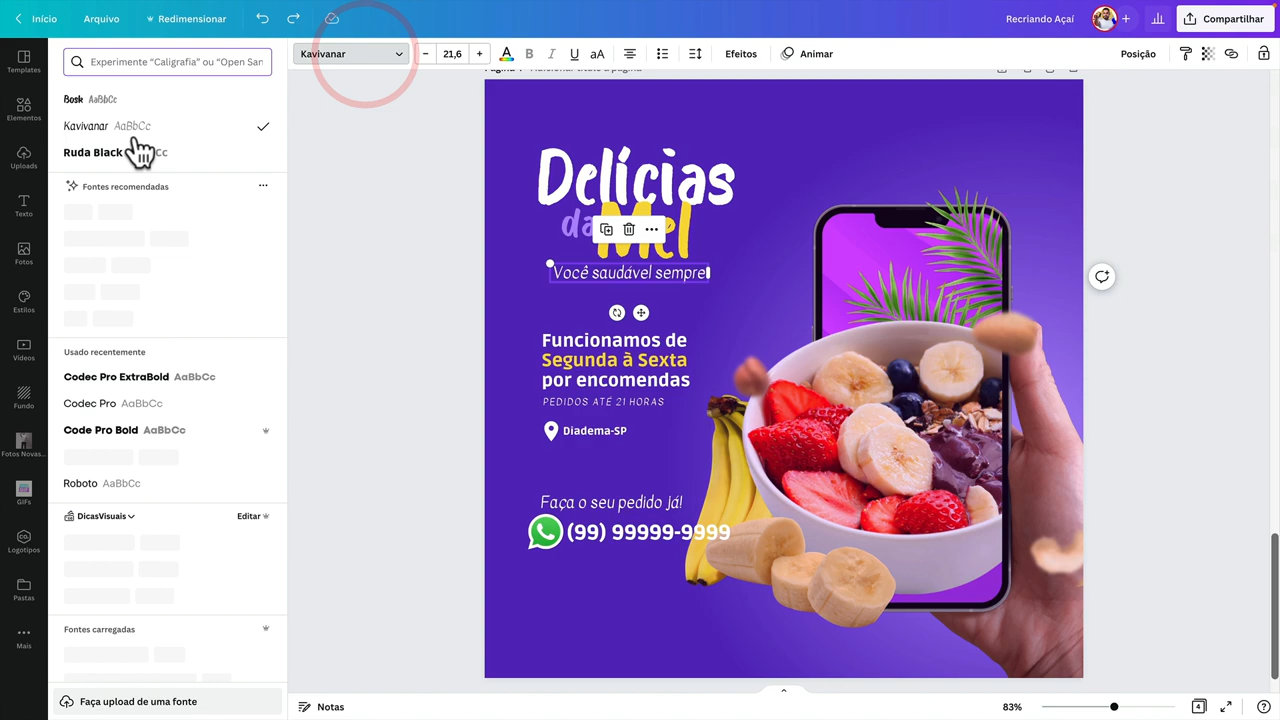 Início
Arquivo
Redimensionar
Recriando Açaí
Compartilhar
Templates
Elementos
Uploads
Texto
Fotos
Estilos
Vídeos
Fundo
Fotos Novas...
GIFs
Logotipos
Pastas
Mais
Experimente “Caligrafia” ou “Open San
Bosk AaBbCc
Kavivanar AaBbCc
Ruda Black
Fontes recomendadas
Usado recentemente
Codec Pro ExtraBold AaBbCc
Codec Pro AaBbCc
Code Pro Bold AaBbCc
Roboto AaBbCc
DicasVisuais
Editar
Fontes carregadas
Faça upload de uma fonte
Kavivanar
– 21,6 +
A B I U aA
Efeitos
Animar
Posição
Delícias
da Mel
Você saudável sempre
Funcionamos de
Segunda à Sexta
por encomendas
PEDIDOS ATÉ 21 HORAS
Diadema-SP
Faça o seu pedido já!
(99) 99999-9999
Notas
83%
4